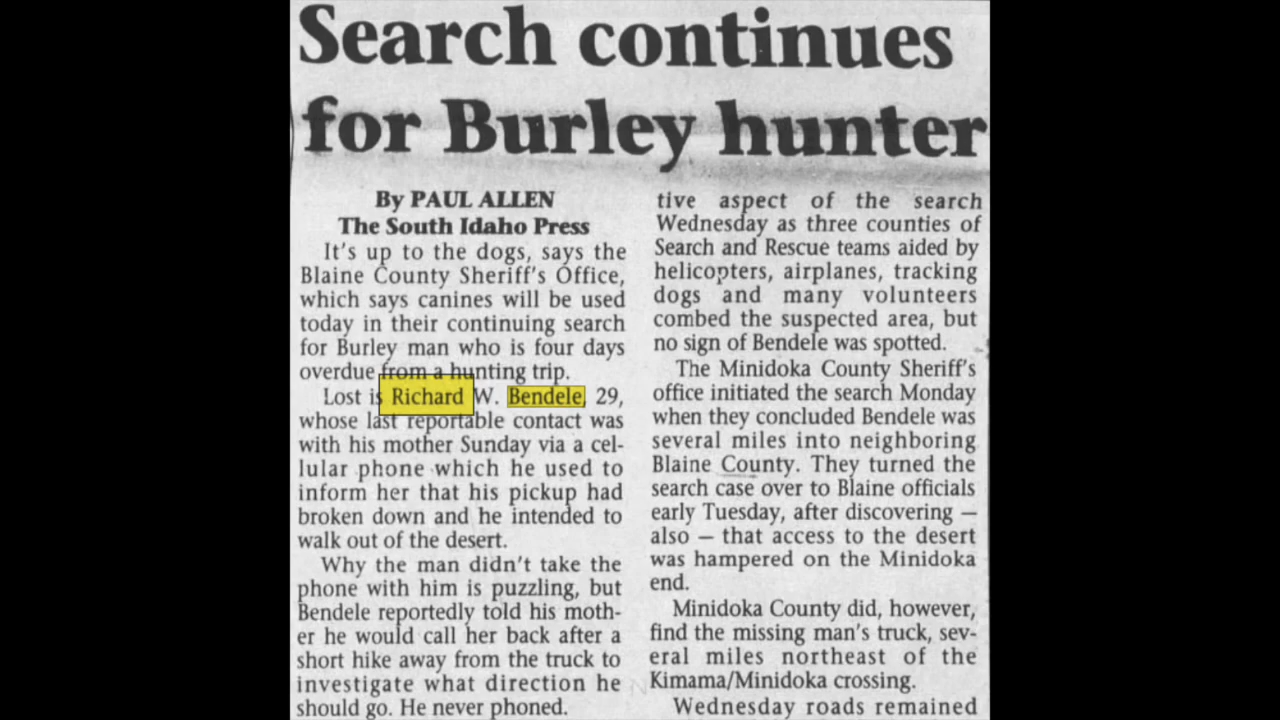 Search continues
for Burley hunter
By PAUL ALLEN
The South Idaho Press
It's up to the dogs, says the
Blaine County Sheriff's Office,
which says canines will be used
today in their continuing search
for Burley man who is four days
overdue from a hunting trip.
Lost is Richard W. Bendele, 29,
whose last reportable contact was
with his mother Sunday via a cel-
lular phone which he used to
inform her that his pickup had
broken down and he intended to
walk out of the desert.
Why the man didn't take the
phone with him is puzzling, but
Bendele reportedly told his moth-
er he would call her back after a
short hike away from the truck to
investigate what direction he
should go. He never phoned.
tive aspect of the search
Wednesday as three counties of
Search and Rescue teams aided by
helicopters, airplanes, tracking
dogs and many volunteers
combed the suspected area, but
no sign of Bendele was spotted.
The Minidoka County Sheriff's
office initiated the search Monday
when they concluded Bendele was
several miles into neighboring
Blaine County. They turned the
search case over to Blaine officials
early Tuesday, after discovering —
also — that access to the desert
was hampered on the Minidoka
end.
Minidoka County did, however,
find the missing man's truck, sev-
eral miles northeast of the
Kimama/Minidoka crossing.
Wednesday roads remained